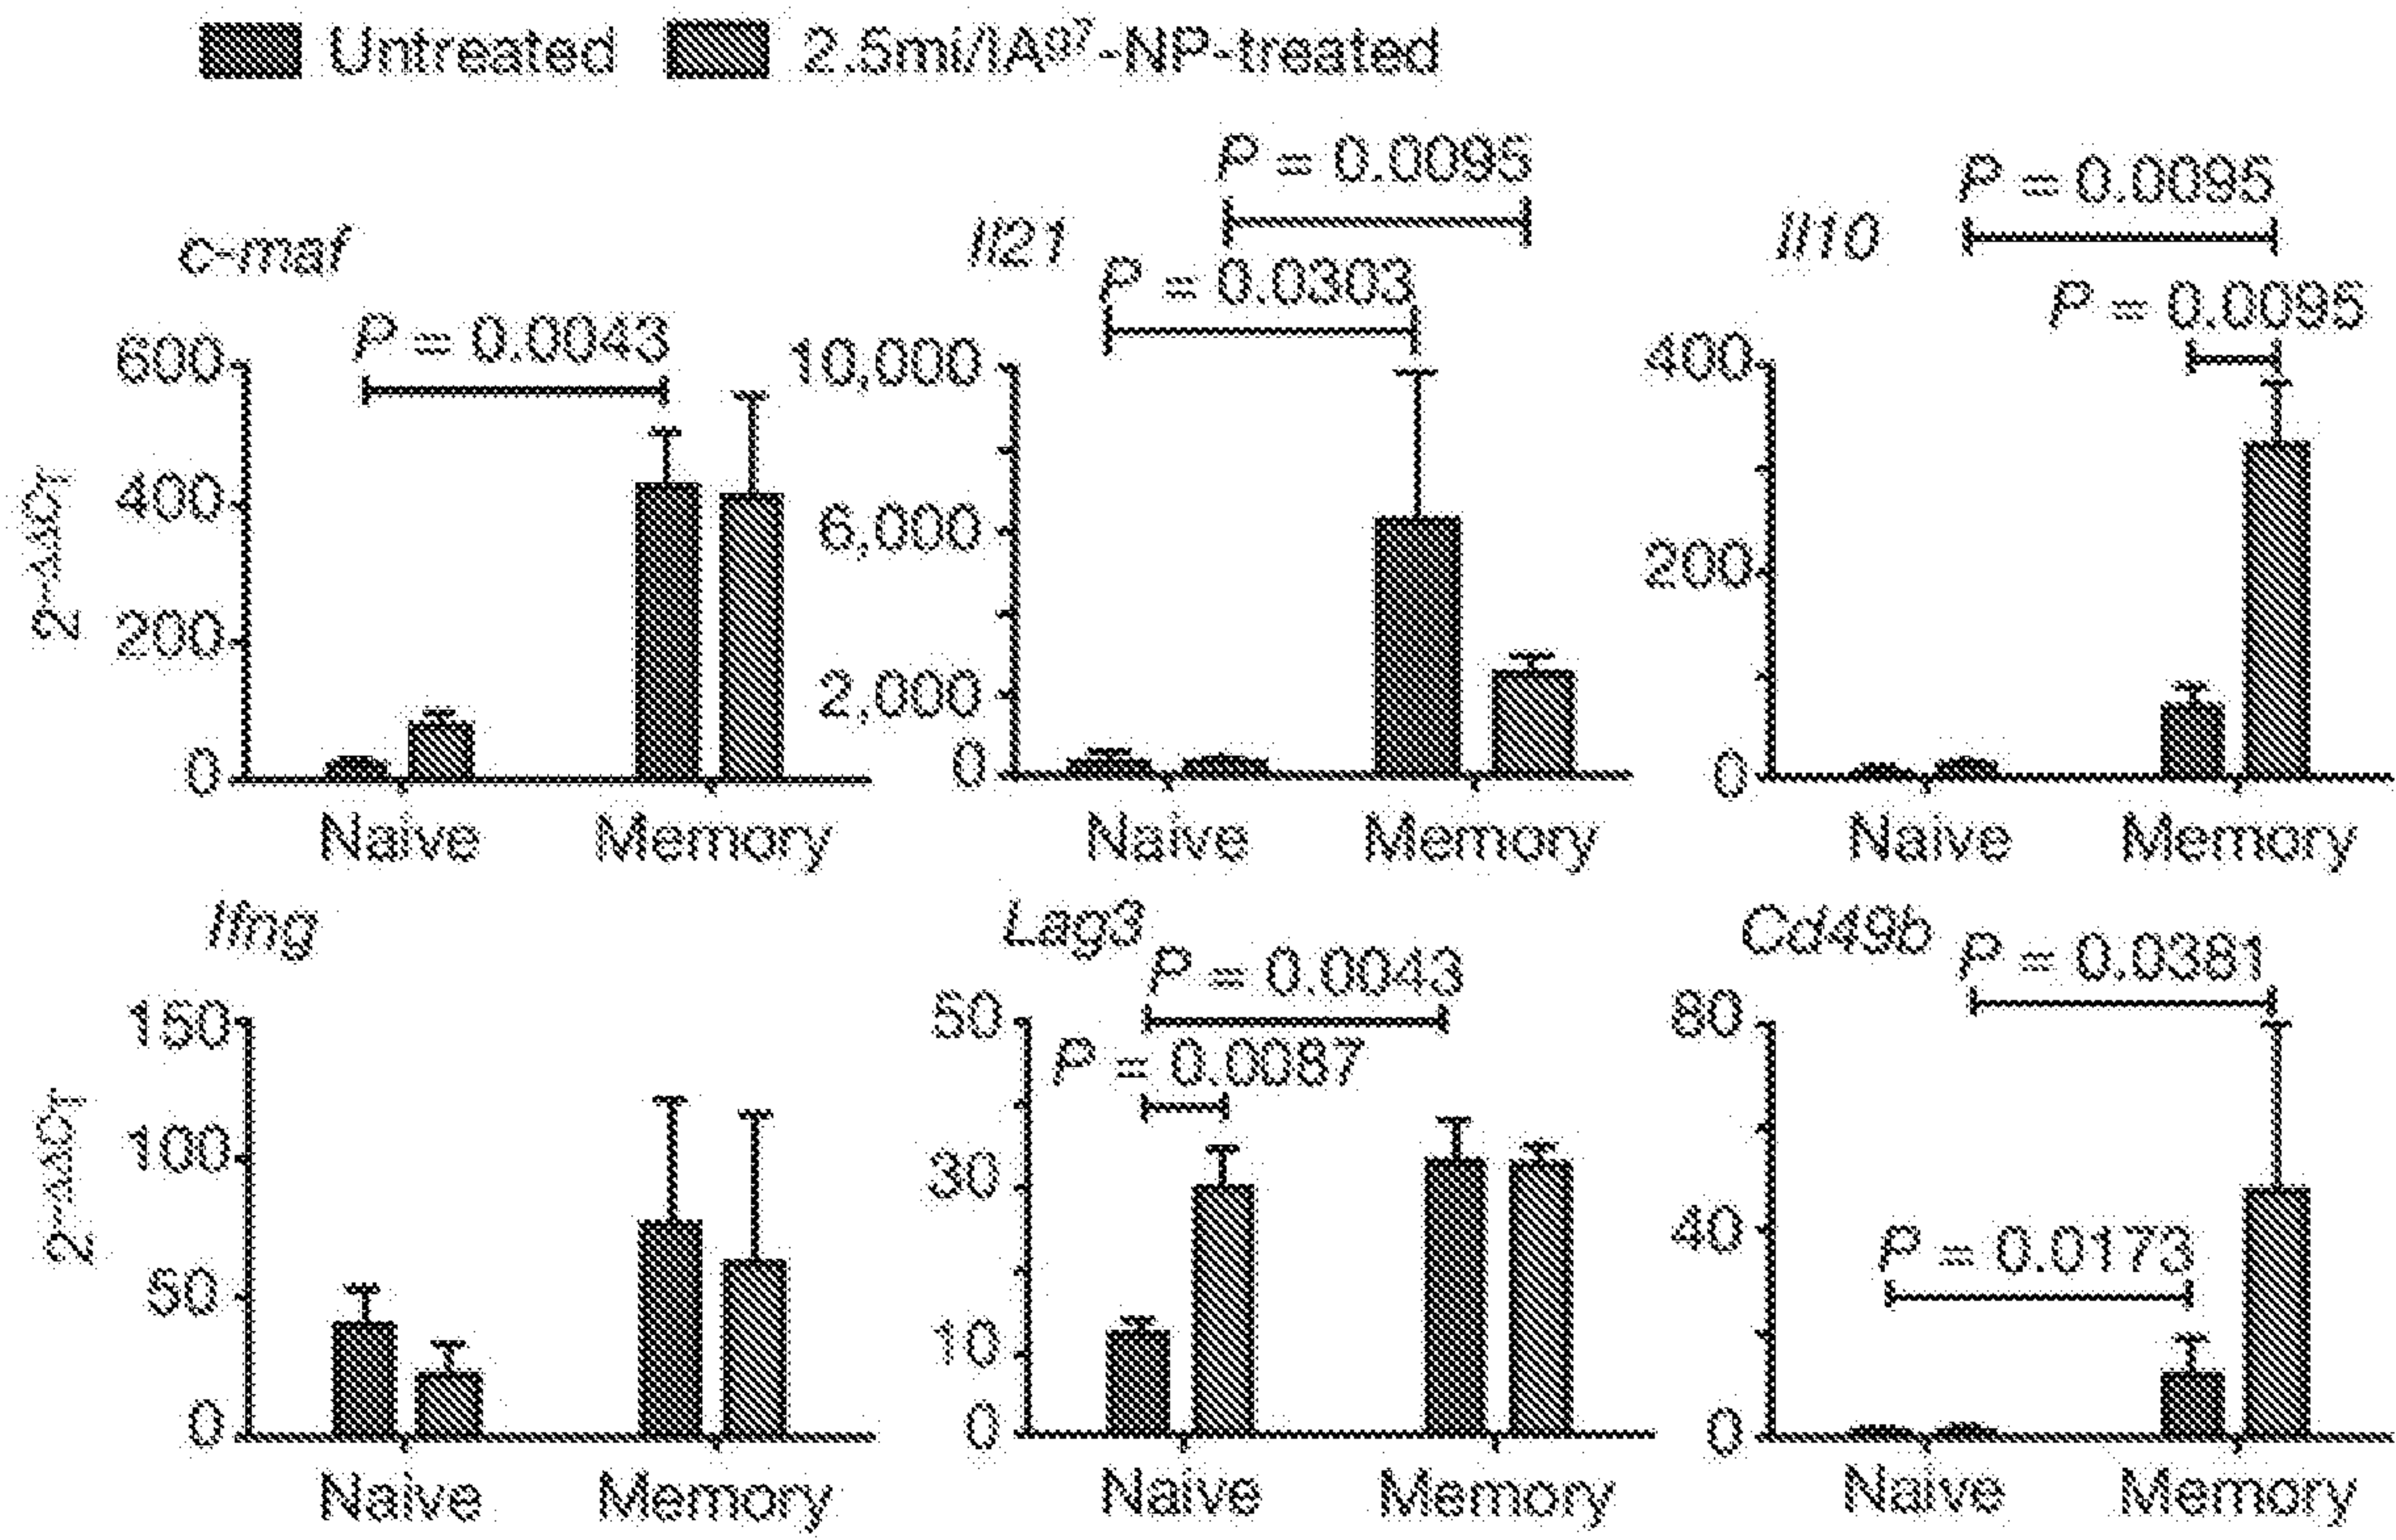 Untreated 2.5mi/IAg7-NP-treated
c-maf
P = 0.0043
600
400
200
0
2−ΔΔCT
Naive Memory
Il21
P = 0.0095
P = 0.0303
10,000
6,000
2,000
0
Naive Memory
Il10
P = 0.0095
P = 0.0095
400
200
0
Naive Memory
Ifng
150
100
50
0
2−ΔΔCT
Naive Memory
Lag3
P = 0.0043
P = 0.0087
50
30
10
0
Naive Memory
Cd49b
P = 0.0381
P = 0.0173
80
40
0
Naive Memory